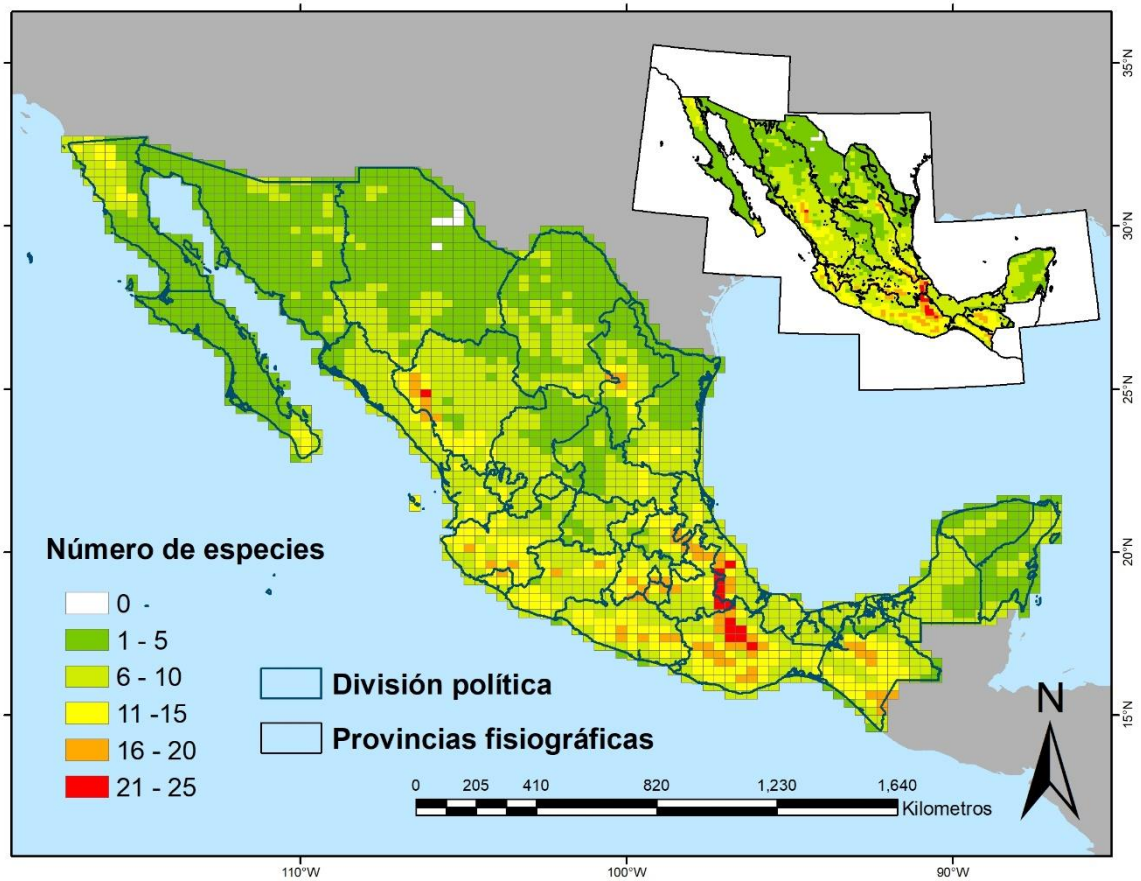 35°N
30°N
25°N
20°N
15°N
Número de especies
0
1 - 5
6 - 10
11 -15
16 - 20
21 - 25
División política
Provincias fisiográficas
0 205 410 820 1,230 1,640
Kilometros
N
110°W 100°W 90°W